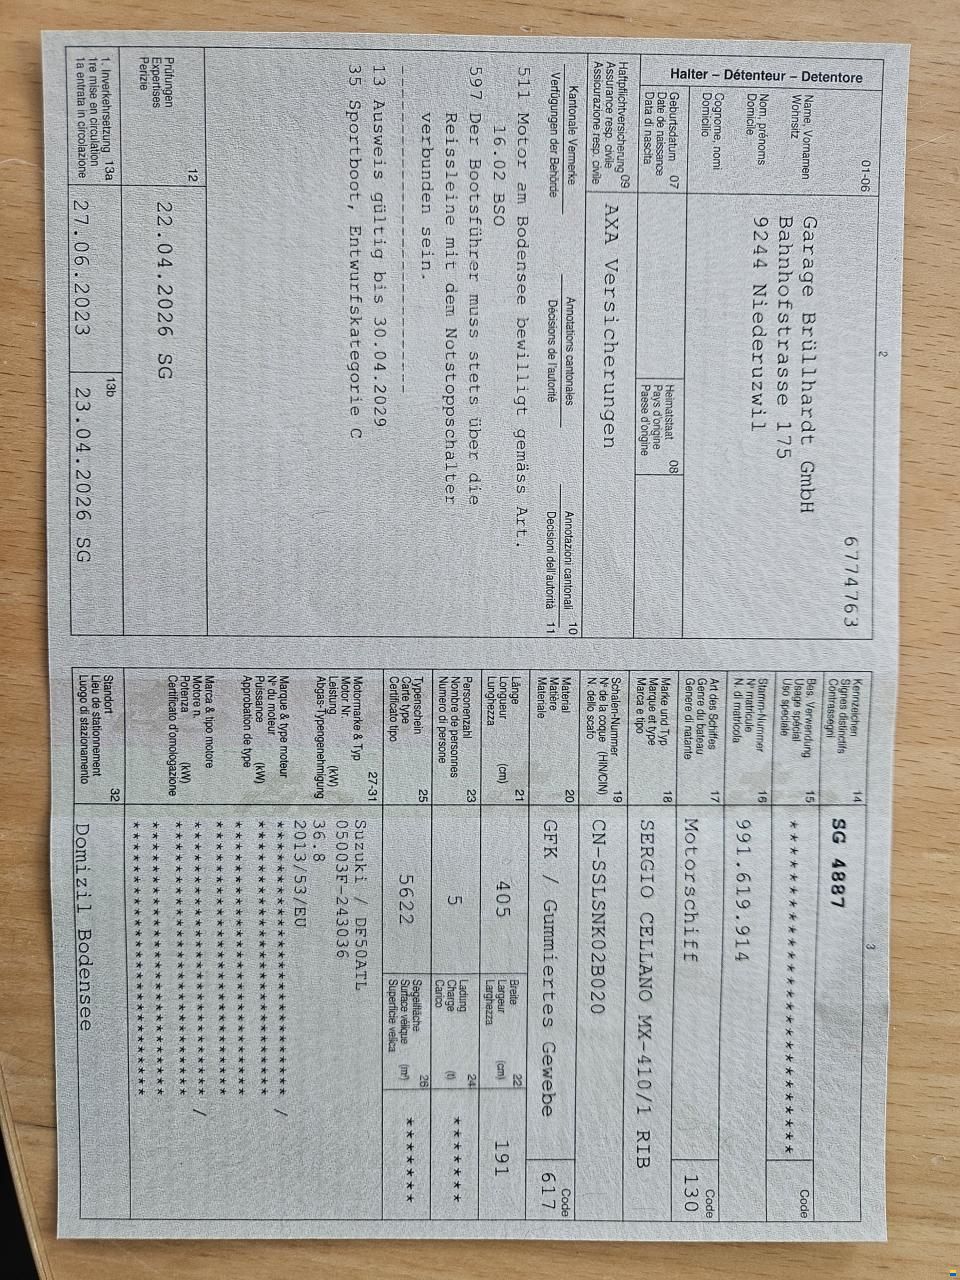 2
6774763
Halter – Détenteur – Detentore
01-06
Name, Vornamen
Wohnsitz
Nom, prénoms
Domicile
Cognome, nomi
Domicilio
Garage Brüllhardt GmbH
Bahnhofstrasse 175
9244 Niederuzwil
Geburtsdatum 07
Date de naissance
Data di nascita
Heimatstaat 08
Pays d'origine
Paese d'origine
Haftpflichtversicherung 09
Assurance resp. civile
Assicurazione resp. civile
AXA Versicherungen
Kantonale Vermerke
Verfügungen der Behörde
Annotations cantonales
Décisions de l'autorité
Annotazioni cantonali 10
Decisioni dell'autorità 11
511 Motor am Bodensee bewilligt gemäss Art.
16.02 BSO
597 Der Bootsführer muss stets über die
Reissleine mit dem Notstoppschalter
verbunden sein.
------------------------------
13 Ausweis gültig bis 30.04.2029
35 Sportboot, Entwurfskategorie C
Prüfungen 12
Expertises
Perizie
22.04.2026 SG
1. Inverkehrsetzung 13a
1re mise en circulation
1a entrata in circolazione
27.06.2023
13b
23.04.2026 SG
3
Kennzeichen 14
Signes distinctifs
Contrassegni
SG 4887
Bes. Verwendung 15
Usage spécial
Uso speciale
****************************
Code
Stamm-Nummer 16
N° matricule
N. di matricola
991.619.914
Art des Schiffes 17
Genre du bateau
Genere di natante
Motorschiff
Code
130
Marke und Typ 18
Marque et type
Marca e tipo
SERGIO CELLANO MX-410/1 RIB
Schalen-Nummer 19
N° de la coque (HIN/CIN)
N. dello scafo
CN-SSLSNK02B020
Material 20
Matière
Materiale
GFK / Gummiertes Gewebe
Code
617
Länge 21
Longueur (cm)
Lunghezza
405
Breite 22
Largeur (cm)
Larghezza
191
Personenzahl 23
Nombre de personnes
Numero di persone
5
Ladung 24
Charge (t)
Carico
*******
Typenschein 25
Carte type
Certificato tipo
5622
Segelfläche 26
Surface vélique (m²)
Superficie velica
*******
Motormarke & Typ 27-31
Motor Nr.
Leistung (kW)
Abgas-Typengenehmigung
Suzuki / DF50ATL
05003F-243036
36.8
2013/53/EU
Marque & type moteur
N° du moteur
Puissance (kW)
Approbation de type
*********************** /
***********************
***********************
***********************
Marca & tipo motore
Motore n.
Potenza (kW)
Certificato d'omologazione
*********************** /
***********************
***********************
***********************
Standort 32
Lieu de stationnement
Luogo di stazionamento
Domizil Bodensee